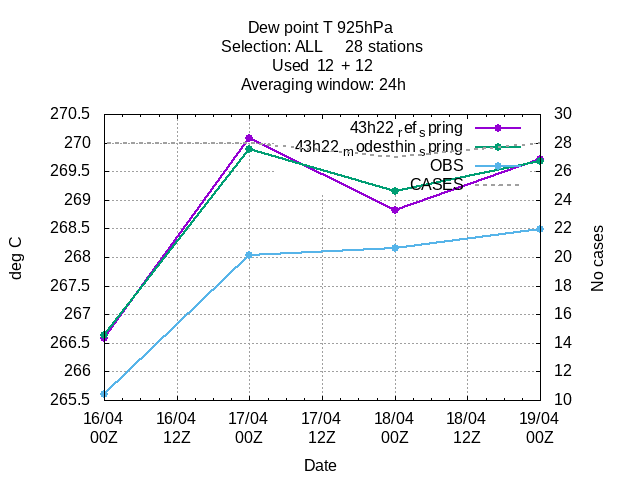 Dew point T 925hPa
Selection: ALL 28 stations
Used 12 + 12
Averaging window: 24h
270.5
270
269.5
269
268.5
268
267.5
267
266.5
266
265.5
deg C
30
28
26
24
22
20
18
16
14
12
10
No cases
43h22ᵣefₛpring
43h22ₘodesthinₛpring
OBS
CASES
16/04 16/04 17/04 17/04 18/04 18/04 19/04
00Z 12Z 00Z 12Z 00Z 12Z 00Z
Date